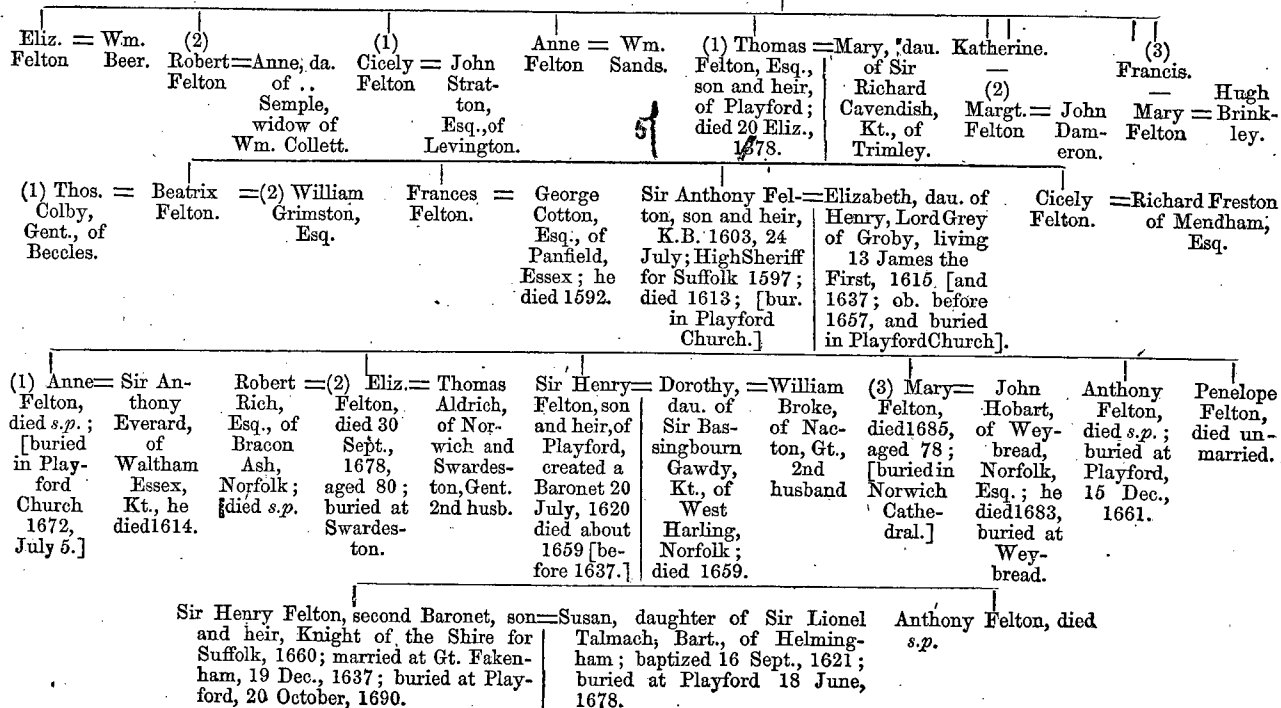 Eliz. = Wm.
Felton Beer.
(2)
Robert=Anne, da.
Felton of ..
Semple,
widow of
Wm. Collett.
(1)
Cicely = John
Felton Strat-
ton,
Esq., of
Levington.
Anne = Wm.
Felton Sands.
(1) Thomas =Mary, dau.
Felton, Esq., of Sir
son and heir, Richard
of Playford; Cavendish,
died 20 Eliz., Kt., of
1578. Trimley.
5
Katherine.
—
(2)
Margt. = John
Felton Dam-
eron.
(3)
Francis.
—
Mary = Hugh
Felton Brink-
ley.
(1) Thos. = Beatrix =(2) William
Colby, Felton. Grimston,
Gent., of Esq.
Beccles.
Frances = George
Felton. Cotton,
Esq., of
Panfield,
Essex; he
died 1592.
Sir Anthony Fel-=Elizabeth, dau. of
ton, son and heir, Henry, Lord Grey
K.B. 1603, 24 of Groby, living
July; High Sheriff 13 James the
for Suffolk 1597; First, 1615 [and
died 1613; [bur. 1637; ob. before
in Playford 1657, and buried
Church.] in Playford Church].
Cicely =Richard Freston
Felton. of Mendham,
Esq.
(1) Anne= Sir An-
Felton, thony
died s.p.; Everard,
[buried of
in Play- Waltham
ford Essex,
Church Kt., he
1672, died 1614.
July 5.]
Robert =(2) Eliz.= Thomas
Rich, Felton, Aldrich,
Esq., of died 30 of Nor-
Bracon Sept., wich and
Ash, 1678, Swardes-
Norfolk; aged 80; ton, Gent.
died s.p. buried at 2nd husb.
Swardes-
ton.
Sir Henry= Dorothy, =William
Felton, son dau. of Broke,
and heir, of Sir Bas- of Nac-
Playford, singbourn ton, Gt.,
created a Gawdy, 2nd
Baronet 20 Kt., of husband
July, 1620 West
died about Harling,
1659 [be- Norfolk;
fore 1637.] died 1659.
(3) Mary= John
Felton, Hobart,
died 1685, of Wey-
aged 78; bread,
[buried in Norfolk,
Norwich Esq.; he
Cathe- died 1683,
dral.] buried at
Wey-
bread.
Anthony
Felton,
died s.p.;
buried at
Playford,
15 Dec.,
1661.
Penelope
Felton,
died un-
married.
Sir Henry Felton, second Baronet, son=Susan, daughter of Sir Lionel
and heir, Knight of the Shire for Talmach, Bart., of Helming-
Suffolk, 1660; married at Gt. Faken- ham; baptized 16 Sept., 1621;
ham, 19 Dec., 1637; buried at Play- buried at Playford 18 June,
ford, 20 October, 1690. 1678.
Anthony Felton, died
s.p.